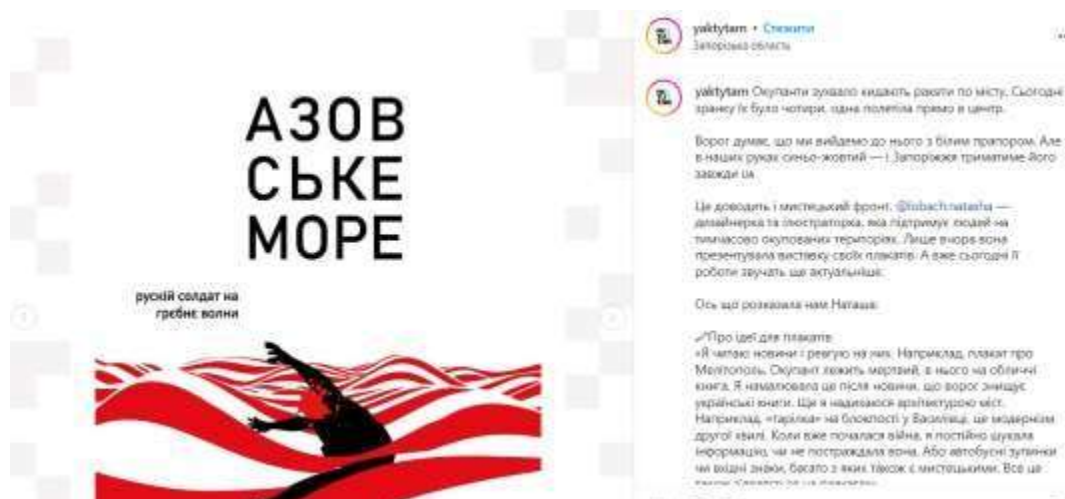 АЗОВ
СЬКЕ
МОРЕ
рускій солдат на
грєбнє волни
yaktytam • Стежити
Запорізька область
yaktytam Окупанти зухвало кидають ракети по місту. Сьогодні
зранку їх було чотири, одна полетіла прямо в центр.
Ворог думає, що ми вийдемо до нього з білим прапором. Але
в наших руках синьо-жовтий — і Запоріжжя триматиме його
завжди UA
Це доводить і мистецький фронт. @lobach.natasha —
дизайнерка та ілюстраторка, яка підтримує людей на
тимчасово окупованих територіях. Лише вчора вона
презентувала виставку своїх плакатів. А вже сьогодні її
роботи звучать ще актуальніше.
Ось що розказала нам Наташа:
Про ідеї для плакатів
«Я читаю новини і реагую на них. Наприклад, плакат про
Мелітополь. Окупант лежить мертвий, в нього на обличчі
книга. Я намалювала це після новини, що ворог знищує
українські книги. Ще я надихаюся архітектурою міст.
Наприклад, «тарілка» на блокпості у Василівці, це модернізм
другої хвилі. Коли вже почалася війна, я постійно шукала
інформацію, чи не постраждала вона. Або автобусні зупинки
чи вхідні знаки, багато з яких також є мистецькими. Все це